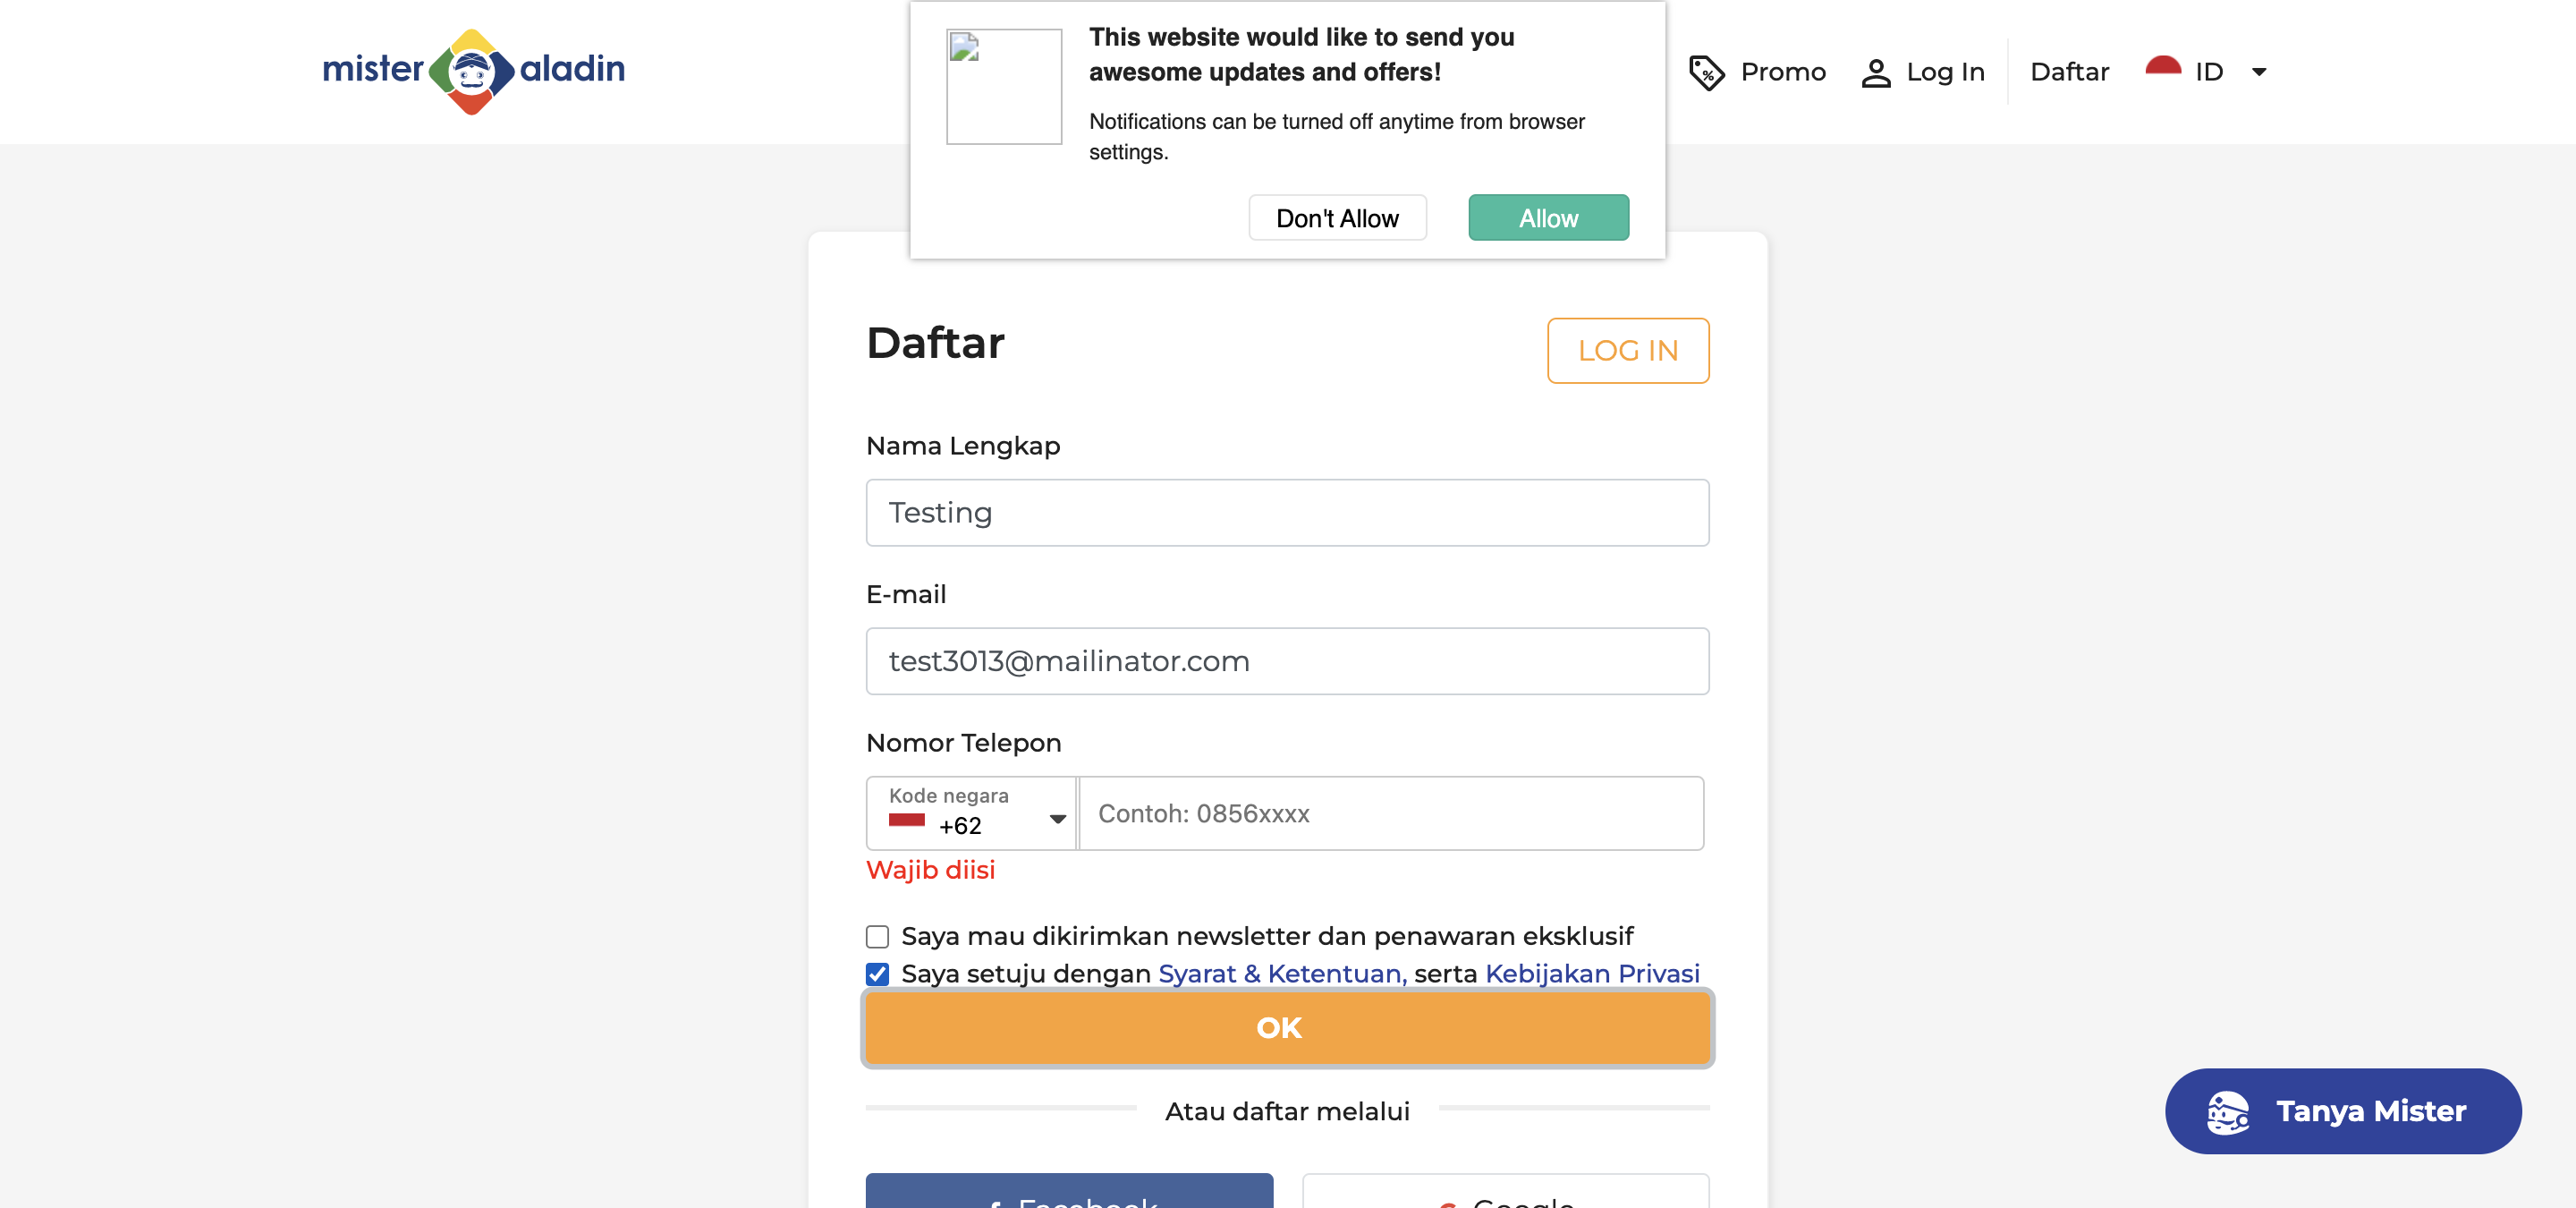 mister aladin
This website would like to send you
awesome updates and offers!
Notifications can be turned off anytime from browser
settings.
Don't Allow
Allow
Promo
Log In
Daftar
ID
Daftar
LOG IN
Nama Lengkap
Testing
E-mail
test3013@mailinator.com
Nomor Telepon
Kode negara
+62
Contoh: 0856xxxx
Wajib diisi
Saya mau dikirimkan newsletter dan penawaran eksklusif
Saya setuju dengan Syarat & Ketentuan, serta Kebijakan Privasi
OK
Atau daftar melalui
Facebook
Google
Tanya Mister